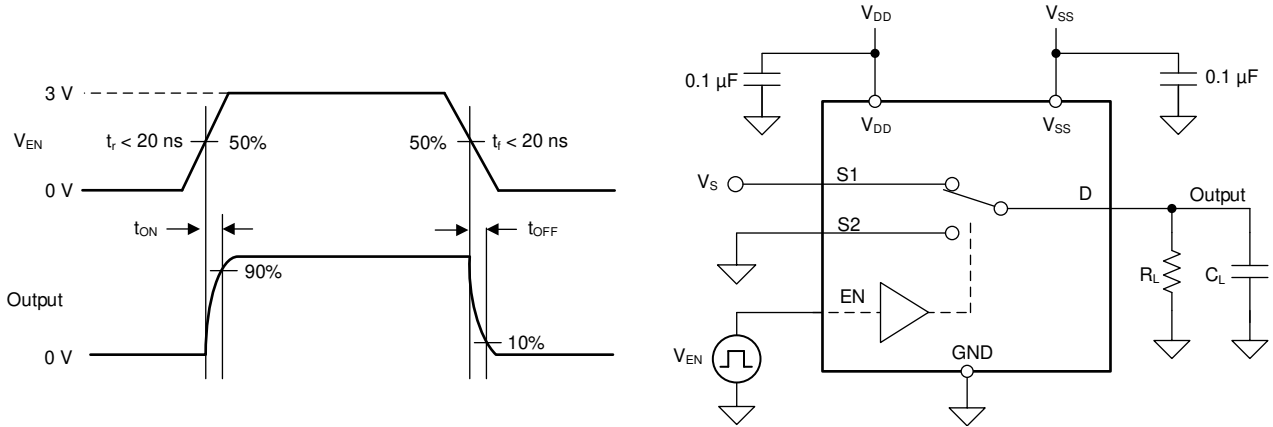 3 V
V_EN
t_r < 20 ns
50%
50%
t_f < 20 ns
0 V
t_ON
t_OFF
90%
Output
10%
0 V
V_DD
V_SS
0.1 µF
0.1 µF
V_DD
V_SS
V_S
S1
D
Output
S2
R_L
C_L
EN
V_EN
GND